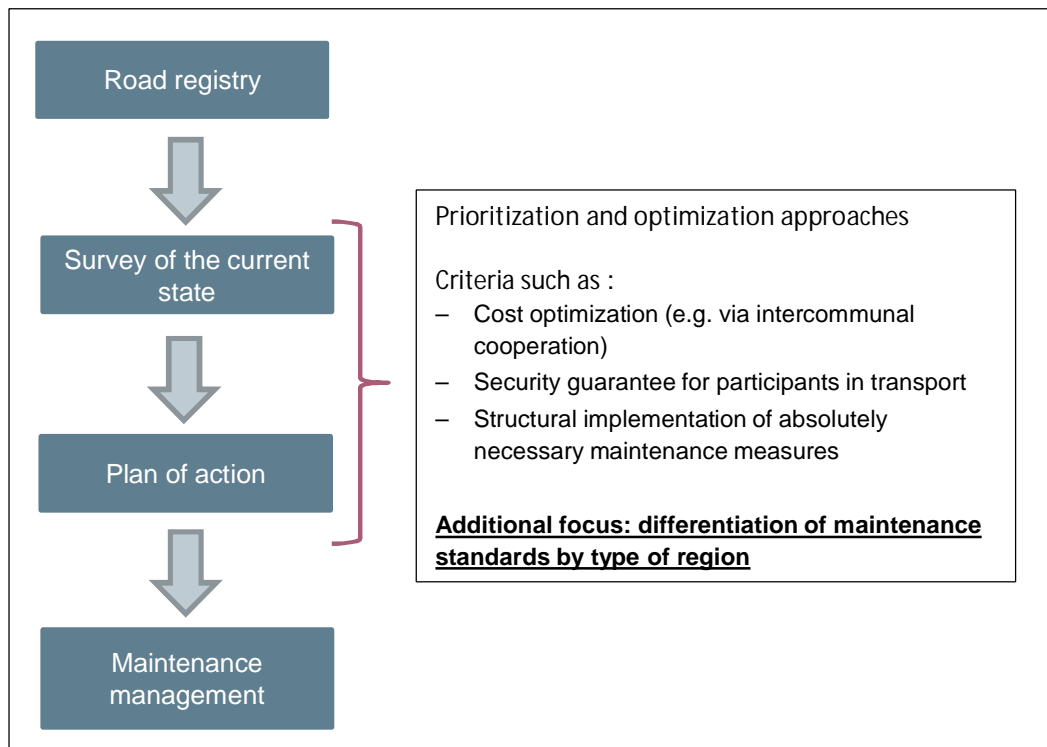 Road registry
Survey of the current
state
Plan of action
Maintenance
management
Prioritization and optimization approaches
Criteria such as :
– Cost optimization (e.g. via intercommunal
cooperation)
– Security guarantee for participants in transport
– Structural implementation of absolutely
necessary maintenance measures
Additional focus: differentiation of maintenance
standards by type of region